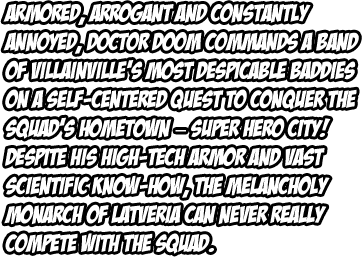 ARMORED, ARROGANT AND CONSTANTLY
ANNOYED, DOCTOR DOOM COMMANDS A BAND
OF VILLAINVILLE'S MOST DESPICABLE BADDIES
ON A SELF-CENTERED QUEST TO CONQUER THE
SQUAD'S HOMETOWN – SUPER HERO CITY!
DESPITE HIS HIGH-TECH ARMOR AND VAST
SCIENTIFIC KNOW-HOW, THE MELANCHOLY
MONARCH OF LATVERIA CAN NEVER REALLY
COMPETE WITH THE SQUAD.